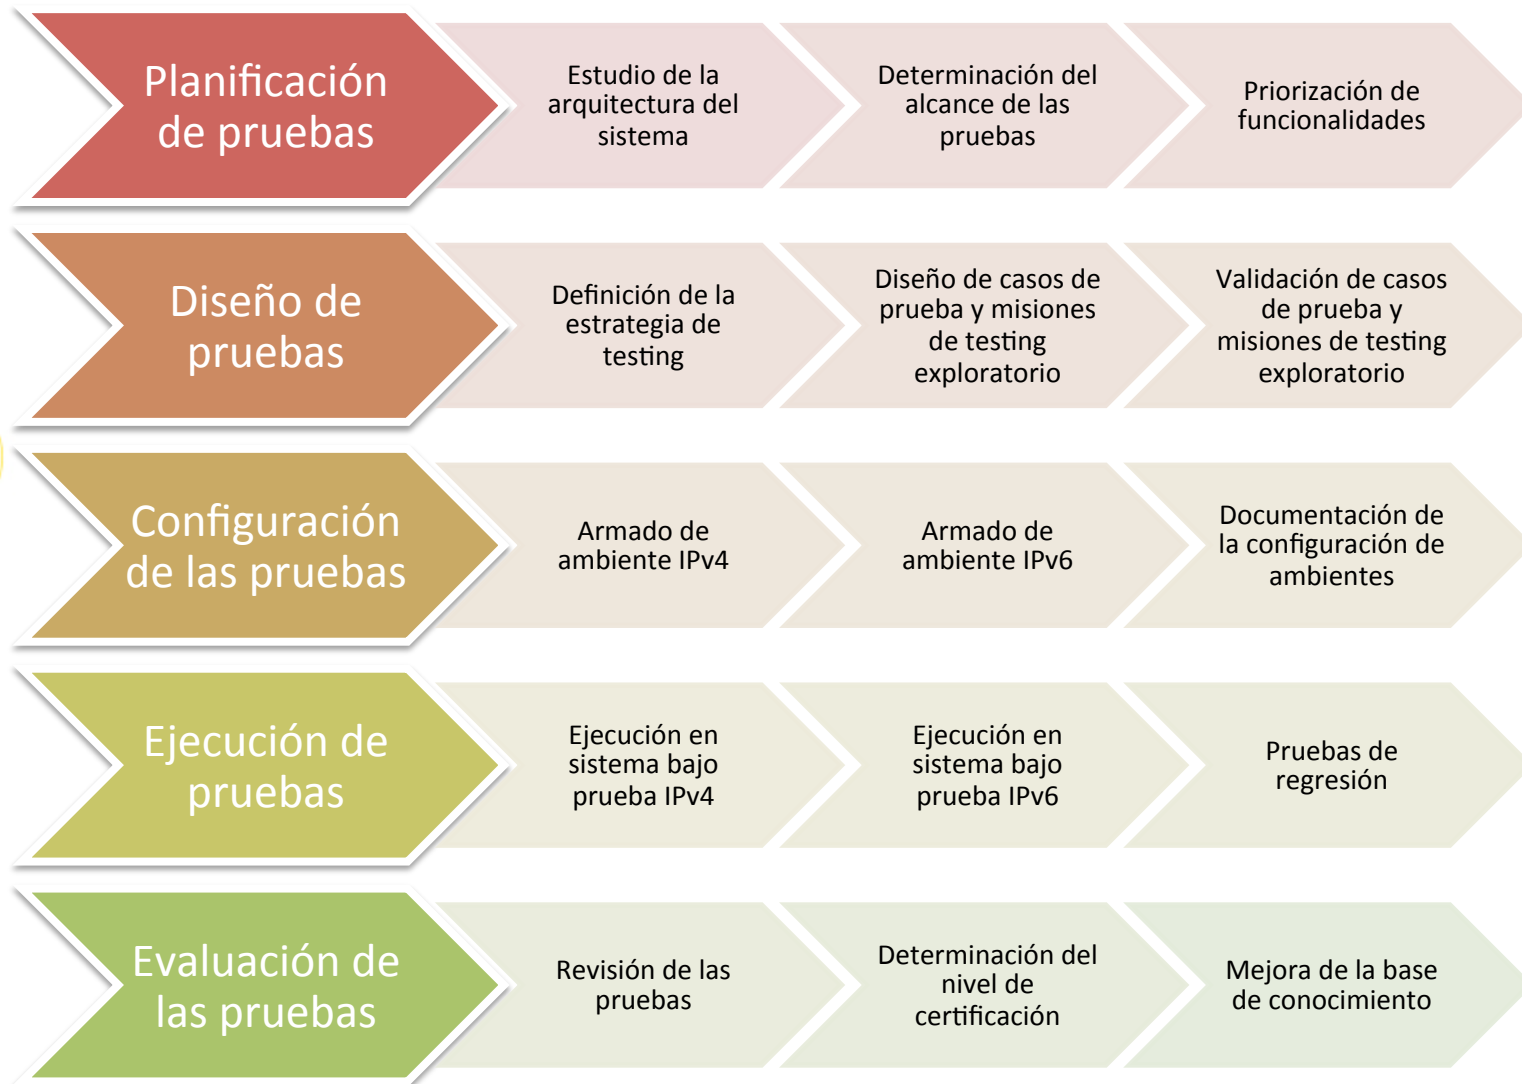 Planificación
de pruebas
Estudio de la
arquitectura del
sistema
Determinación del
alcance de las
pruebas
Priorización de
funcionalidades
Diseño de
pruebas
Definición de la
estrategia de
testing
Diseño de casos de
prueba y misiones
de testing
exploratorio
Validación de casos
de prueba y
misiones de testing
exploratorio
Configuración
de las pruebas
Armado de
ambiente IPv4
Armado de
ambiente IPv6
Documentación de
la configuración de
ambientes
Ejecución de
pruebas
Ejecución en
sistema bajo
prueba IPv4
Ejecución en
sistema bajo
prueba IPv6
Pruebas de
regresión
Evaluación de
las pruebas
Revisión de las
pruebas
Determinación del
nivel de
certificación
Mejora de la base
de conocimiento